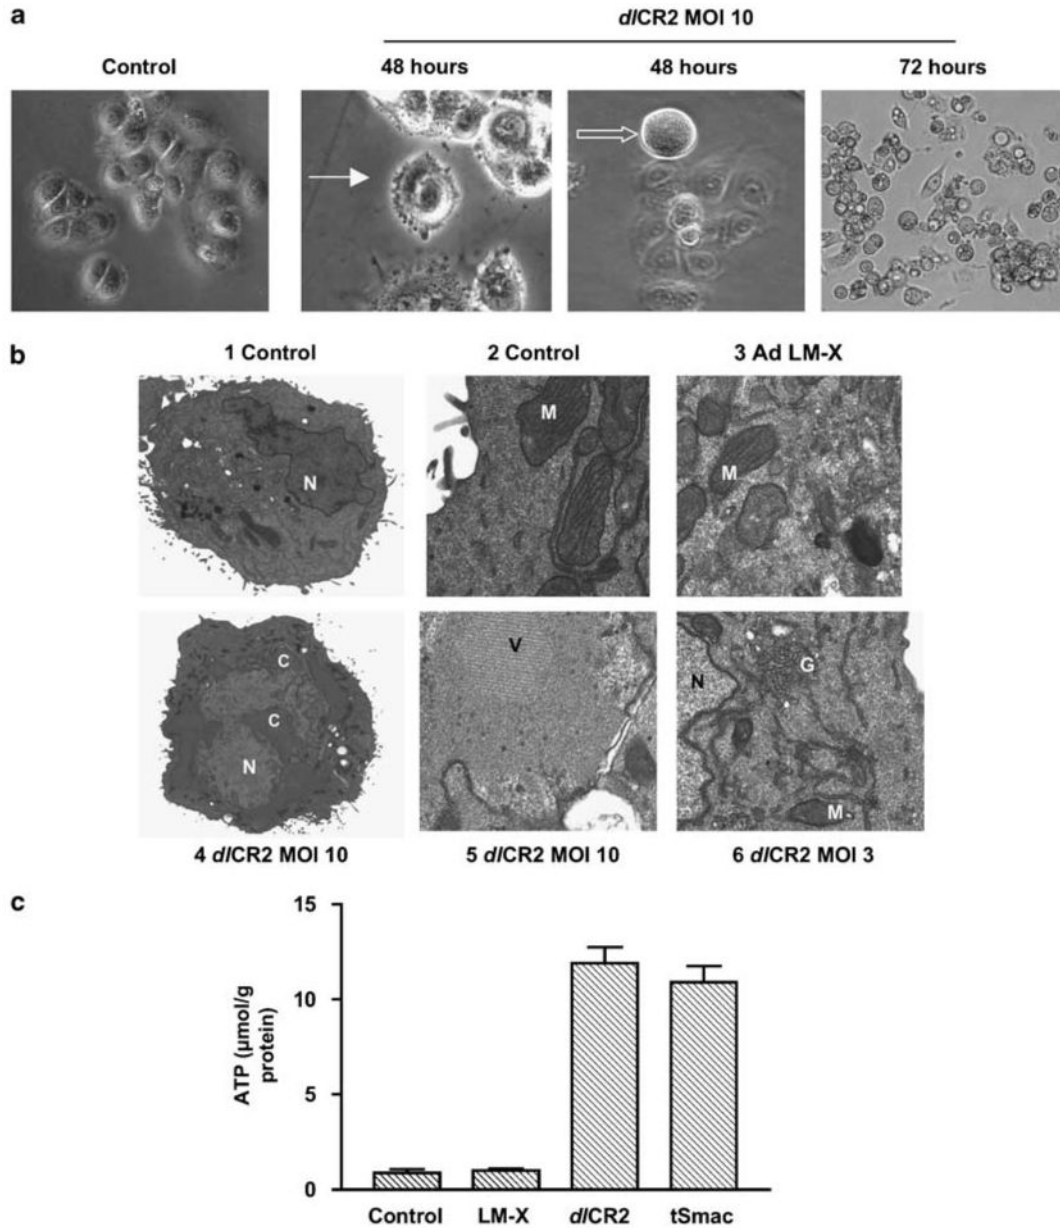 a
dlCR2 MOI 10
Control 48 hours 48 hours 72 hours
b
1 Control 2 Control 3 Ad LM-X
N
M
M
C
C
N
V
N
G
M
4 dlCR2 MOI 10 5 dlCR2 MOI 10 6 dlCR2 MOI 3
c
ATP (µmol/g
protein)
15
10
5
0
Control LM-X dlCR2 tSmac